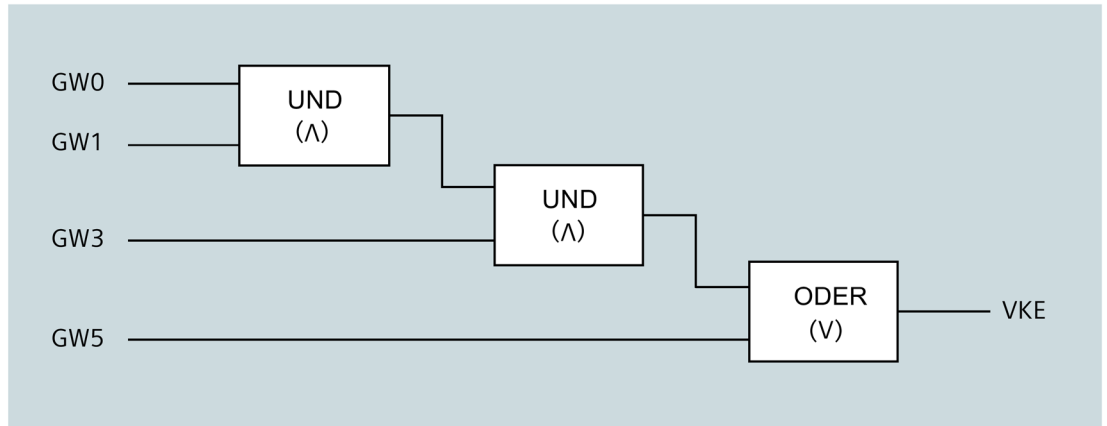 GW0
UND
(Λ)
GW1
UND
(Λ)
GW3
ODER
(V)
VKE
GW5